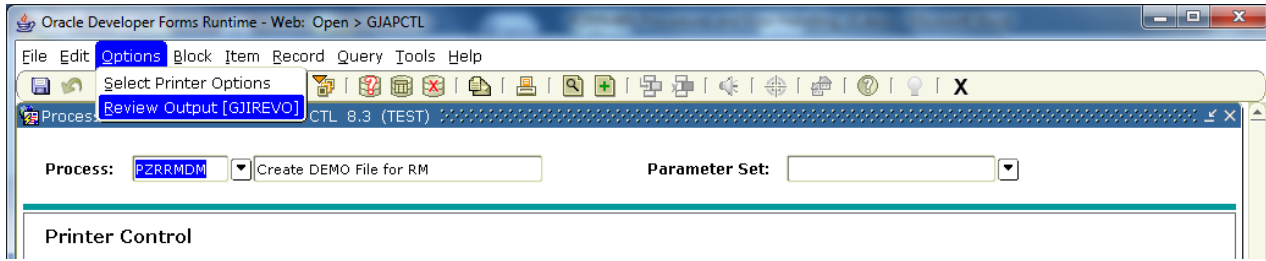 Oracle Developer Forms Runtime - Web: Open > GJAPCTL
File Edit Options Block Item Record Query Tools Help
Select Printer Options
Review Output [GJIREVO]
Process CTL 8.3 (TEST)
Process: PZRRMDM Create DEMO File for RM Parameter Set:
Printer Control